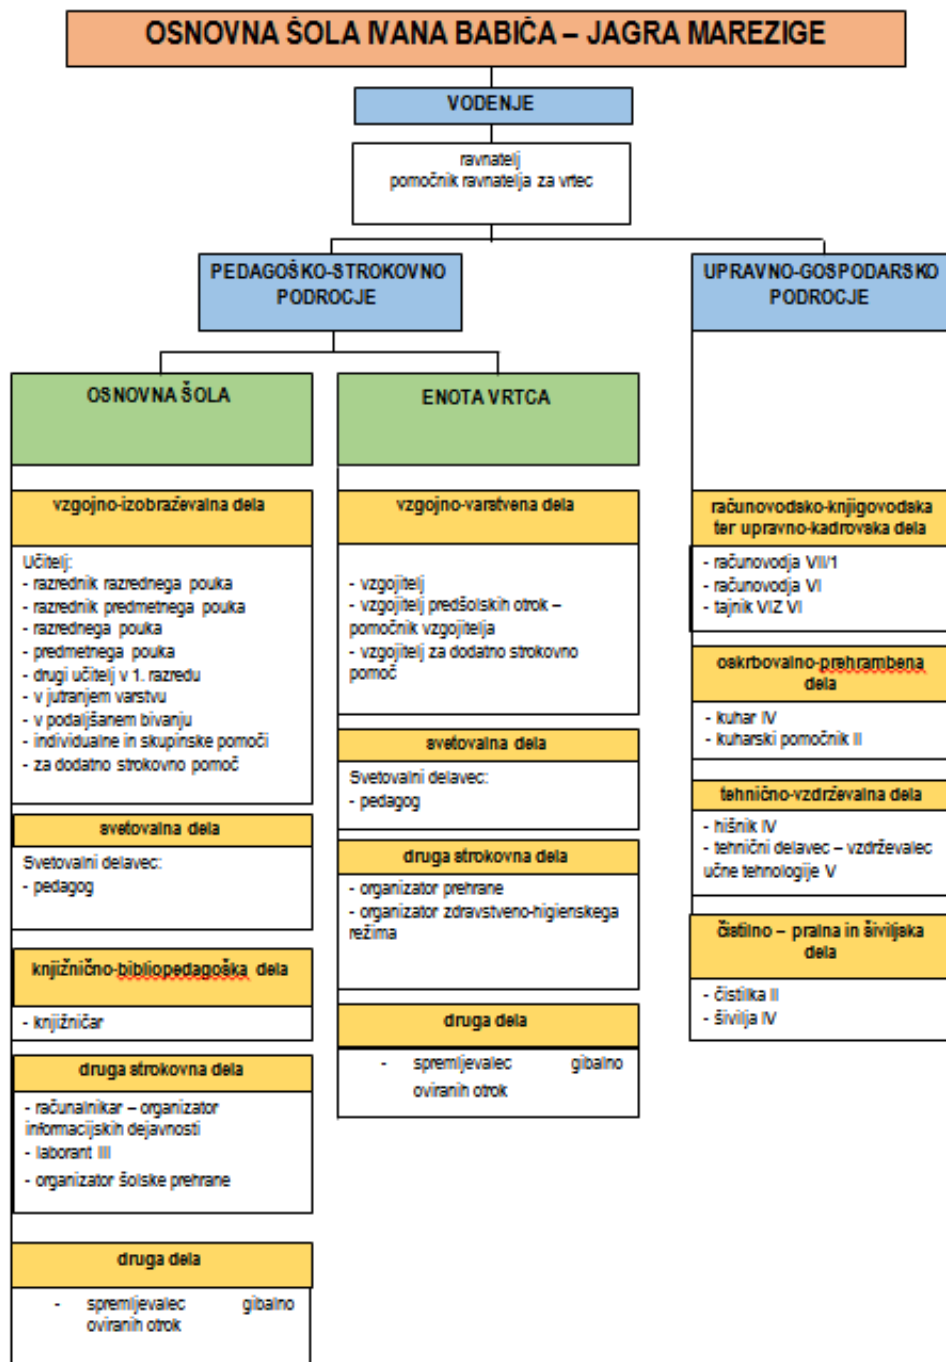 OSNOVNA ŠOLA IVANA BABIČA – JAGRA MAREZIGE
VODENJE
ravnatelj
pomočnik ravnatelja za vrtec
PEDAGOŠKO-STROKOVNO
PODROCJE
UPRAVNO-GOSPODARSKO
PODROCJE
OSNOVNA ŠOLA
vzgojno-izobraževalna dela
Učitelj:
- razrednik razrednega pouka
- razrednik predmetnega pouka
- razrednega pouka
- predmetnega pouka
- drugi učitelj v 1. razredu
- v jutranjem varstvu
- v podaljšanem bivanju
- individualne in skupinske pomoči
- za dodatno strokovno pomoč
svetovalna dela
Svetovalni delavec:
- pedagog
knjižnično-bibliopedagoška dela
- knjižničar
druga strokovna dela
- računalnikar – organizator
informacijskih dejavnosti
- laborant III
- organizator šolske prehrane
druga dela
- spremljevalec gibalno
oviranih otrok
ENOTA VRTCA
vzgojno-varstvena dela
- vzgojitelj
- vzgojitelj predšolskih otrok –
pomočnik vzgojitelja
- vzgojitelj za dodatno strokovno
pomoč
svetovalna dela
Svetovalni delavec:
- pedagog
druga strokovna dela
- organizator prehrane
- organizator zdravstveno-higienskega
režima
druga dela
- spremljevalec gibalno
oviranih otrok
računovodsko-knjigovodska
ter upravno-kadrovska dela
- računovodja VII/1
- računovodja VI
- tajnik VIZ VI
oskrbovalno-prehrambena
dela
- kuhar IV
- kuharski pomočnik II
tehnično-vzdrževalna dela
- hišnik IV
- tehnični delavec – vzdrževalec
učne tehnologije V
čistilno – pralna in šiviljska
dela
- čistilka II
- šivilja IV